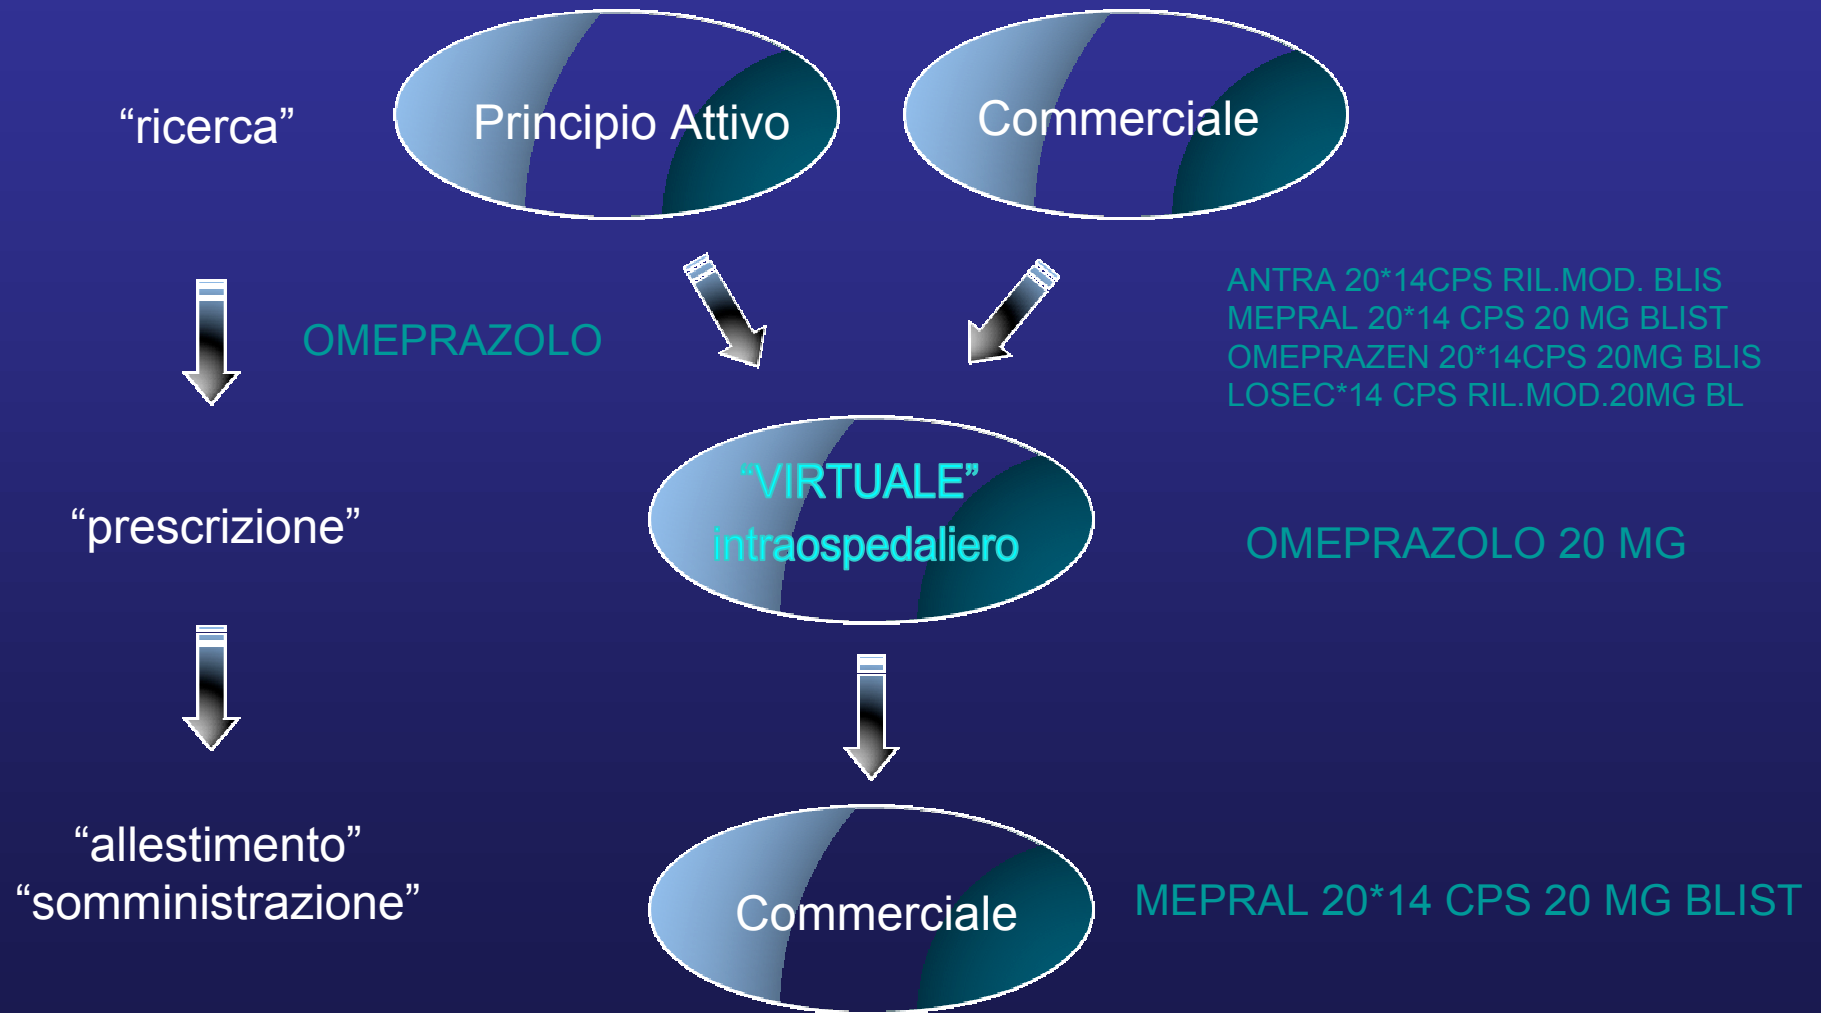 “ricerca”
Principio Attivo
Commerciale
OMEPRAZOLO
ANTRA 20*14CPS RIL.MOD. BLIS
MEPRAL 20*14 CPS 20 MG BLIST
OMEPRAZEN 20*14CPS 20MG BLIS
LOSEC*14 CPS RIL.MOD.20MG BL
“prescrizione”
“VIRTUALE”
intraospedaliero
OMEPRAZOLO 20 MG
“allestimento”
“somministrazione”
Commerciale
MEPRAL 20*14 CPS 20 MG BLIST